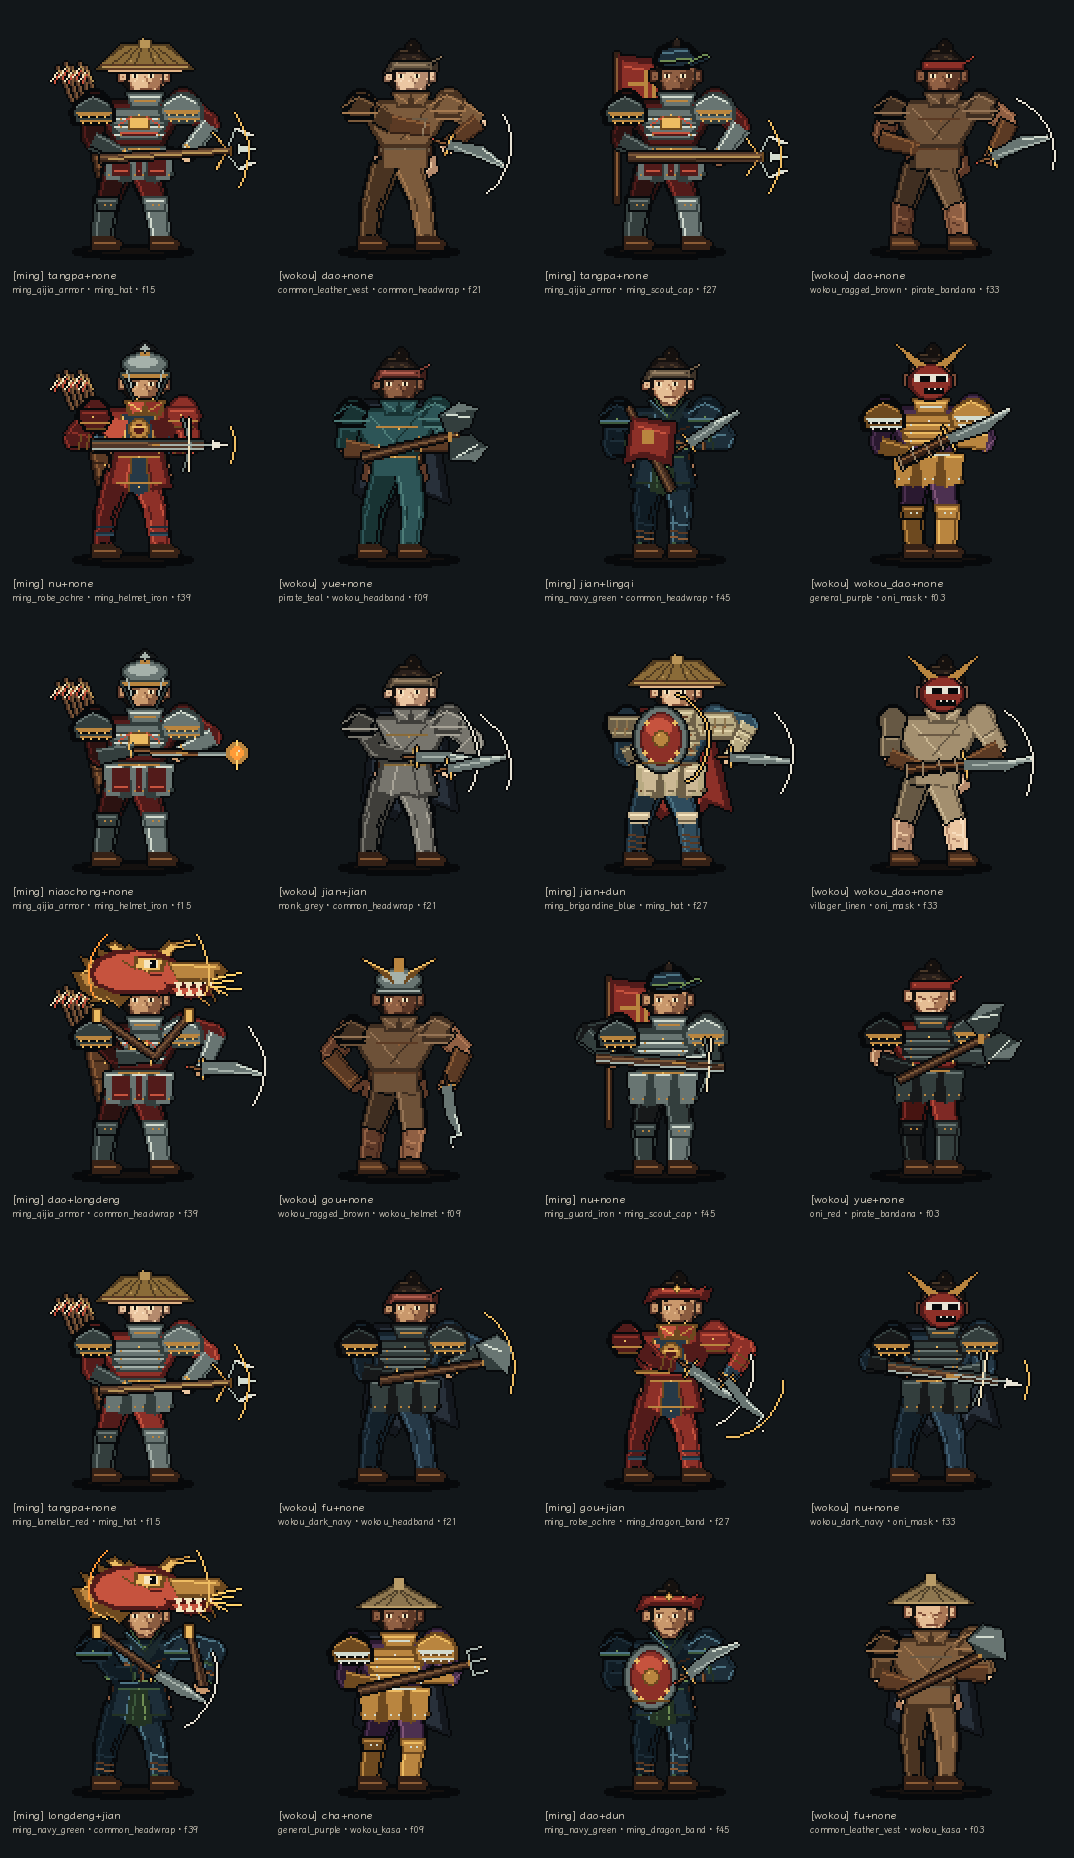 [ming] tangpa+none
ming_qijia_armor • ming_hat • f15
[wokou] dao+none
common_leather_vest • common_headwrap • f21
[ming] tangpa+none
ming_qijia_armor • ming_scout_cap • f27
[wokou] dao+none
wokou_ragged_brown • pirate_bandana • f33
[ming] nu+none
ming_robe_ochre • ming_helmet_iron • f39
[wokou] yue+none
pirate_teal • wokou_headband • f09
[ming] jian+lingqi
ming_navy_green • common_headwrap • f45
[wokou] wokou_dao+none
general_purple • oni_mask • f03
[ming] niaochong+none
ming_qijia_armor • ming_helmet_iron • f15
[wokou] jian+jian
monk_grey • common_headwrap • f21
[ming] jian+dun
ming_brigandine_blue • ming_hat • f27
[wokou] wokou_dao+none
villager_linen • oni_mask • f33
[ming] dao+longdeng
ming_qijia_armor • common_headwrap • f39
[wokou] gou+none
wokou_ragged_brown • wokou_helmet • f09
[ming] nu+none
ming_guard_iron • ming_scout_cap • f45
[wokou] yue+none
oni_red • pirate_bandana • f03
[ming] tangpa+none
ming_lamellar_red • ming_hat • f15
[wokou] fu+none
wokou_dark_navy • wokou_headband • f21
[ming] gou+jian
ming_robe_ochre • ming_dragon_band • f27
[wokou] nu+none
wokou_dark_navy • oni_mask • f33
[ming] longdeng+jian
ming_navy_green • common_headwrap • f39
[wokou] cha+none
general_purple • wokou_kasa • f09
[ming] dao+dun
ming_navy_green • ming_dragon_band • f45
[wokou] fu+none
common_leather_vest • wokou_kasa • f03